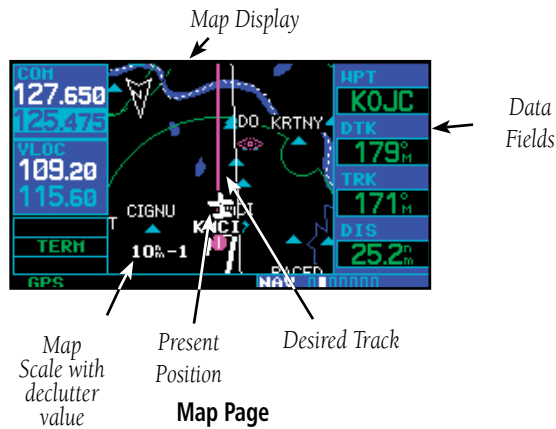 Map Display
COM
127.650
125.475
VLOC
109.20
115.60
TERM
GPS
DO
KRTNY
CIGNU
KMCI
10nm-1
WPT
KOJC
DTK
179°M
TRK
171°M
DIS
25.2nm
NAV
Data
Fields
Map
Scale with
declutter
value
Present
Position
Desired Track
Map Page